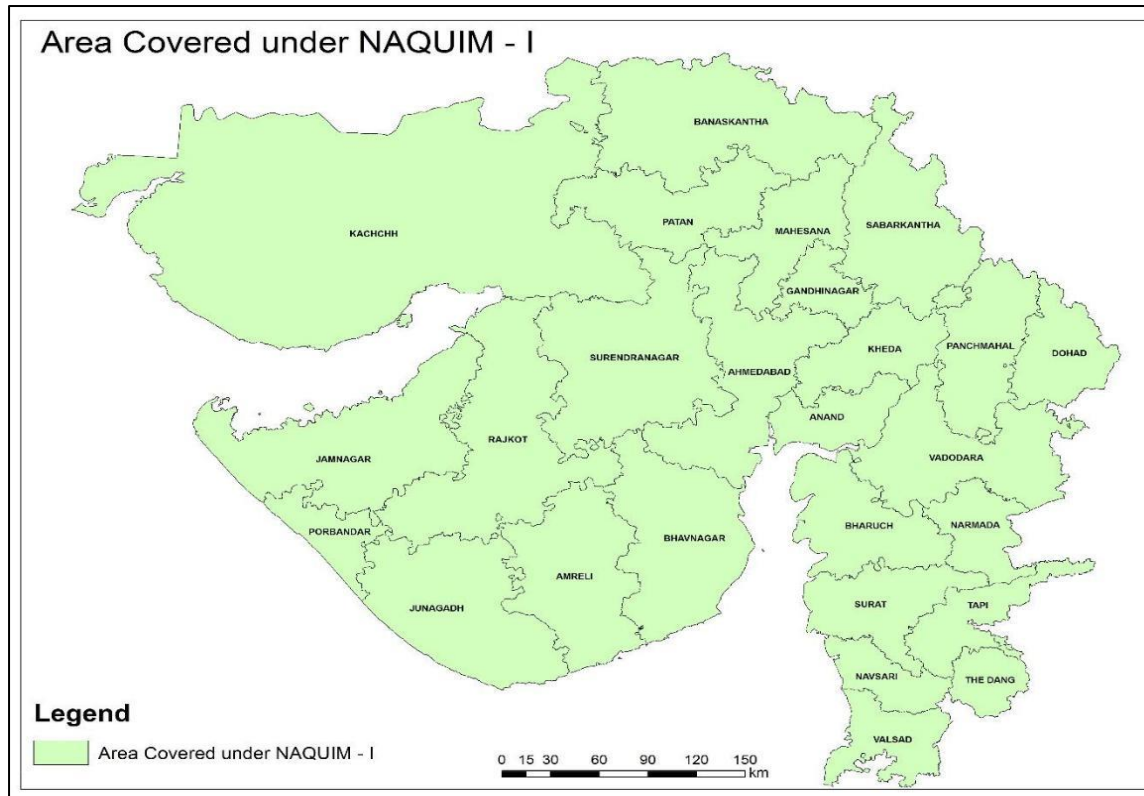 Area Covered under NAQUIM - I
BANASKANTHA
PATAN
SABARKANTHA
KACHCHH
MAHESANA
GANDHINAGAR
KHEDA
PANCHMAHAL
DOHAD
SURENDRANAGAR
AHMEDABAD
ANAND
RAJKOT
JAMNAGAR
VADODARA
PORBANDAR
BHARUCH
NARMADA
BHAVNAGAR
AMRELI
JUNAGADH
SURAT
TAPI
NAVSARI
THE DANG
VALSAD
Legend
Area Covered under NAQUIM - I
0 15 30 60 90 120 150
km